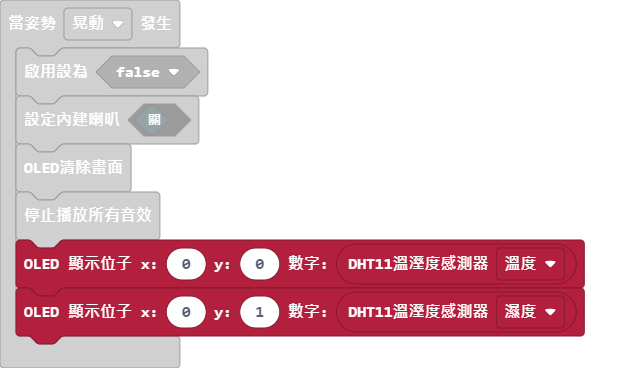 當姿勢 晃動 發生
啟用設為 false
設定內建喇叭 關
OLED清除畫面
停止播放所有音效
OLED 顯示位子 x: 0 y: 0 數字: DHT11溫溼度感測器 溫度
OLED 顯示位子 x: 0 y: 1 數字: DHT11溫溼度感測器 濕度